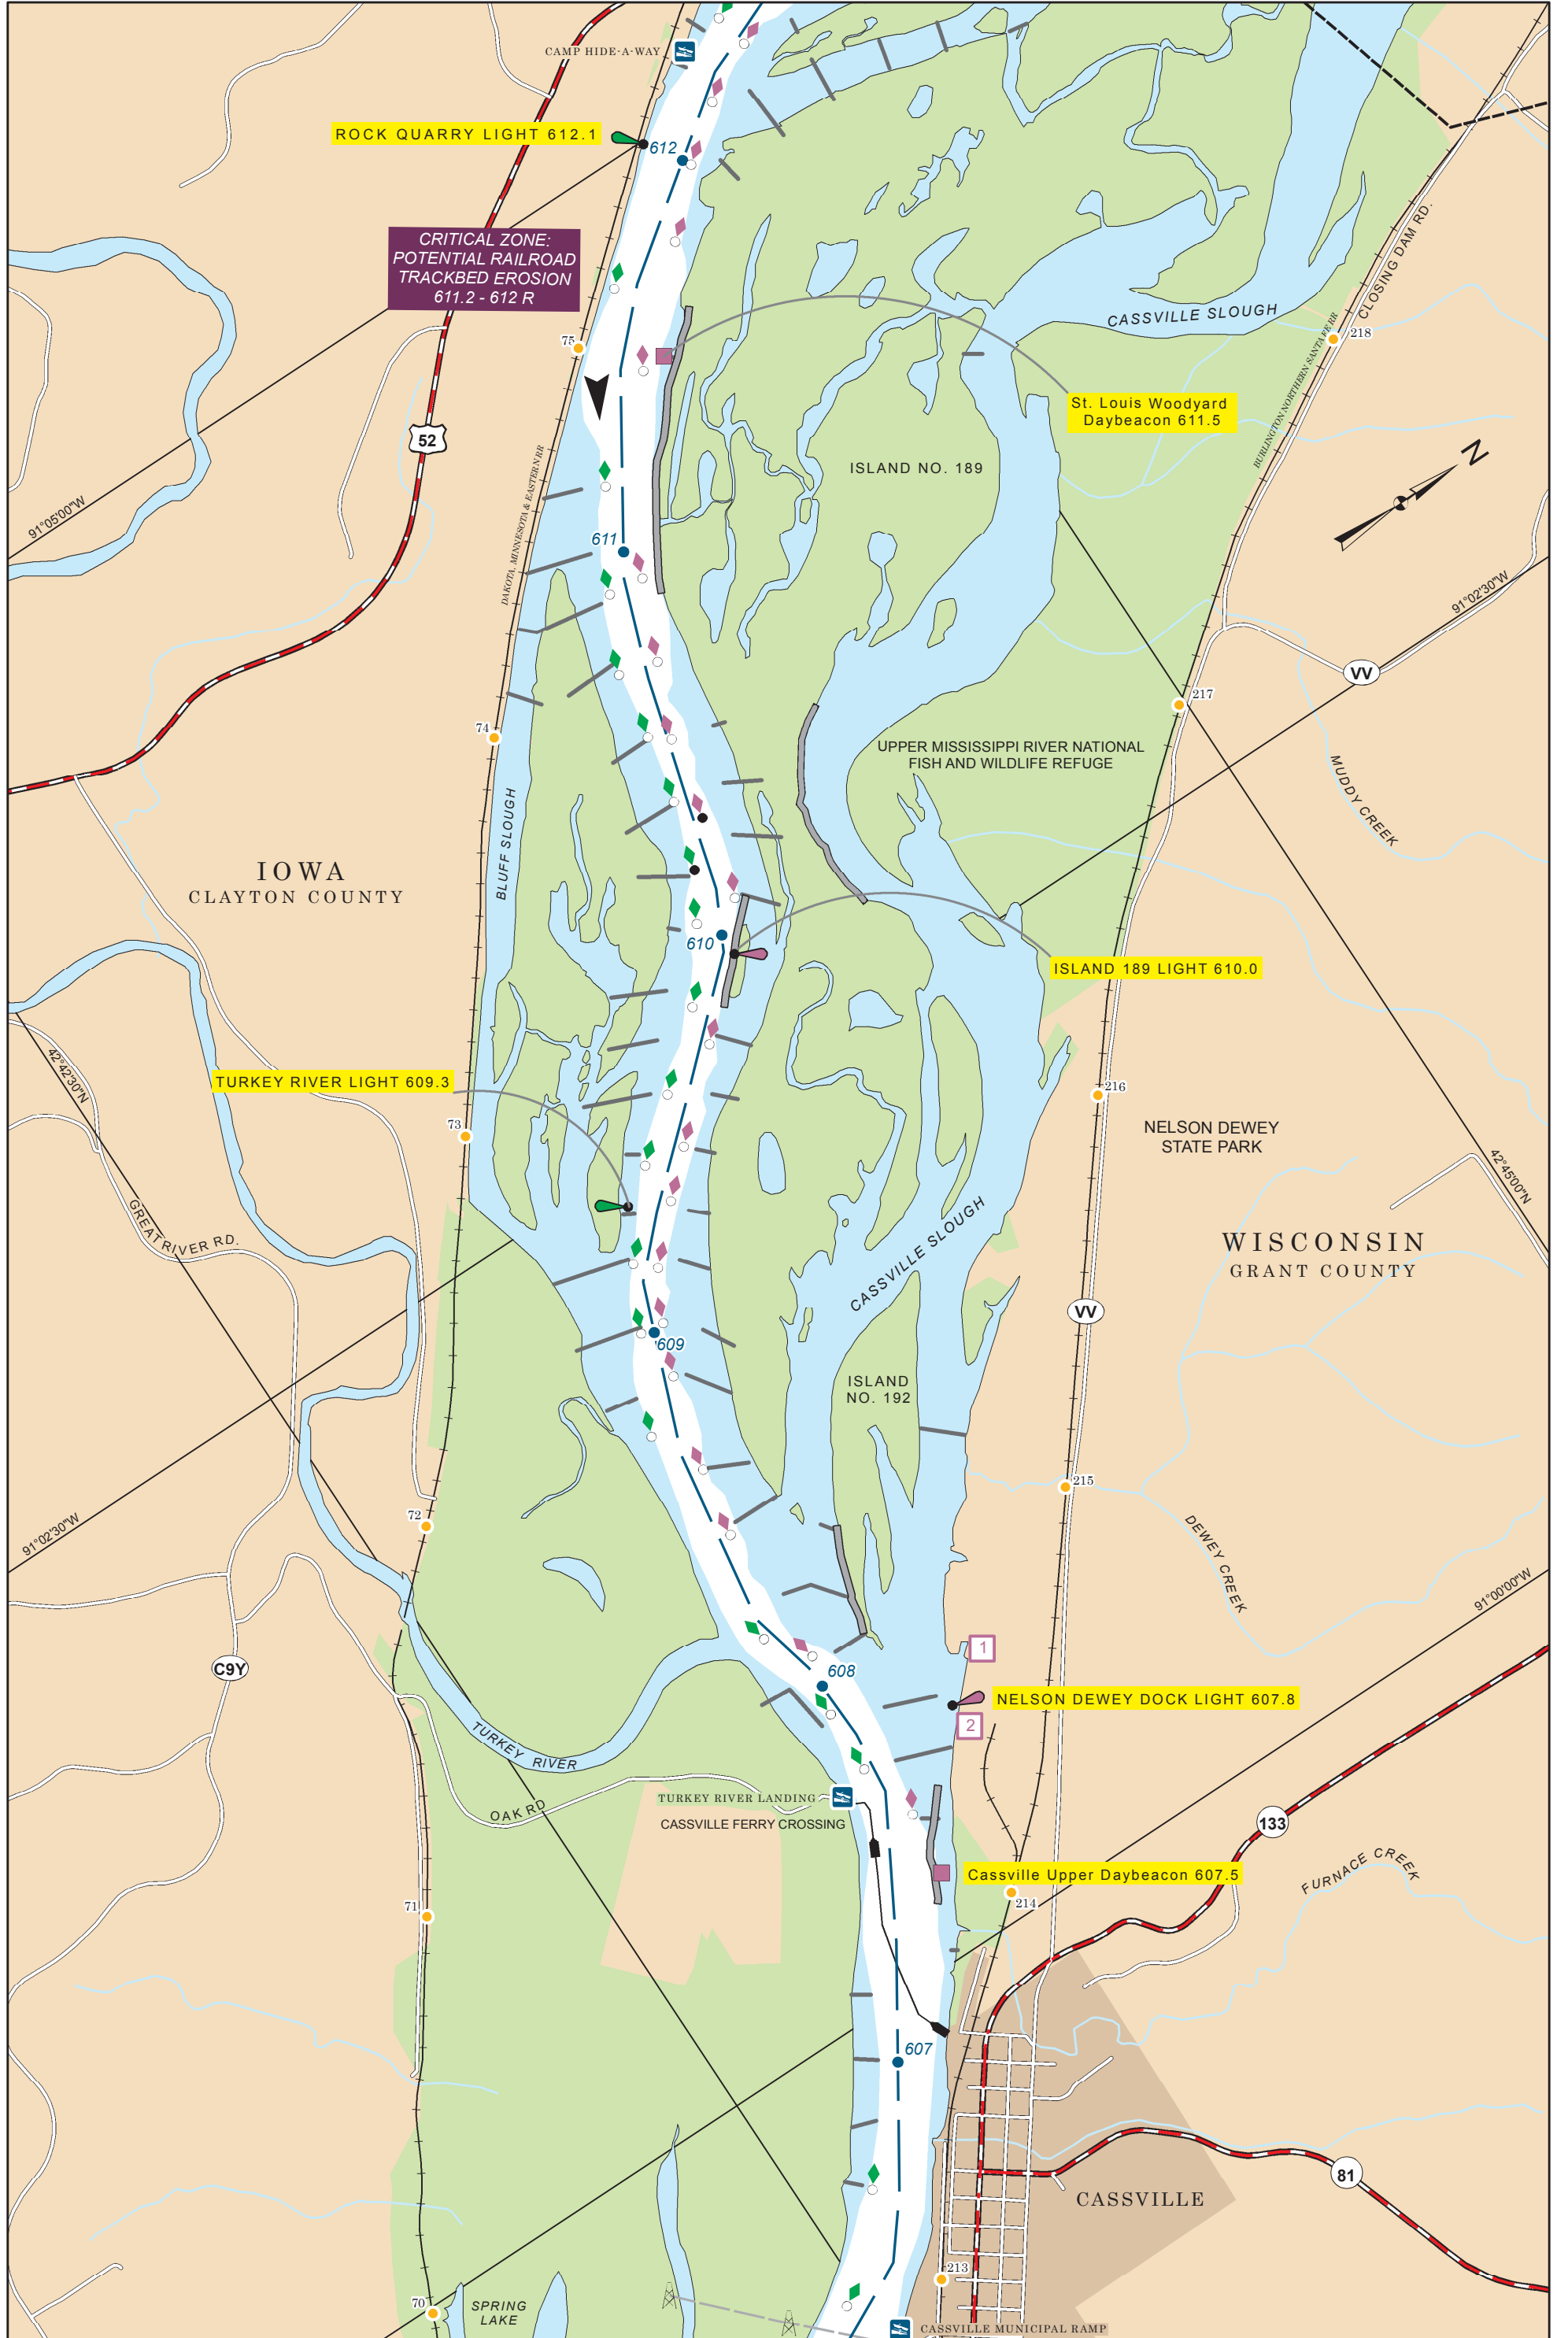 CAMP HIDE-A-WAY
ROCK QUARRY LIGHT 612.1
612
CRITICAL ZONE:
POTENTIAL RAILROAD
TRACKBED EROSION
611.2 - 612 R
CLOSING DAM RD.
CASSVILLE SLOUGH
218
75
BURLINGTON NORTHERN SANTA FE RR
St. Louis Woodyard
Daybeacon 611.5
52
ISLAND NO. 189
N
91°05'00"W
DAKOTA, MINNESOTA & EASTERN RR
611
91°02'30"W
VV
217
74
UPPER MISSISSIPPI RIVER NATIONAL
FISH AND WILDLIFE REFUGE
MUDDY CREEK
BLUFF SLOUGH
IOWA
CLAYTON COUNTY
610
ISLAND 189 LIGHT 610.0
42°42'30"N
TURKEY RIVER LIGHT 609.3
216
73
NELSON DEWEY
STATE PARK
42°45'00"N
GREAT RIVER RD.
CASSVILLE SLOUGH
WISCONSIN
GRANT COUNTY
VV
609
ISLAND
NO. 192
215
72
91°02'30"W
DEWEY CREEK
91°00'00"W
1
C9Y
608
NELSON DEWEY DOCK LIGHT 607.8
2
TURKEY RIVER
TURKEY RIVER LANDING
OAK RD
CASSVILLE FERRY CROSSING
133
Cassville Upper Daybeacon 607.5
FURNACE CREEK
214
71
607
81
CASSVILLE
213
70
SPRING
LAKE
CASSVILLE MUNICIPAL RAMP